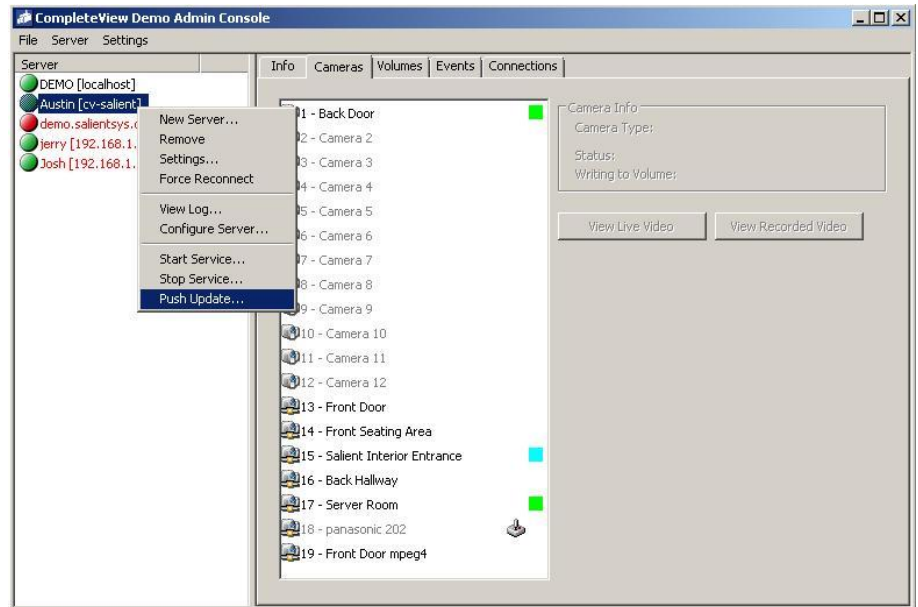 CompleteView Demo Admin Console
File Server Settings
Server
DEMO [localhost]
Austin [cv-salient]
demo.salientsys.
jerry [192.168.1.
Josh [192.168.1.
New Server...
Remove
Settings...
Force Reconnect
View Log...
Configure Server...
Start Service...
Stop Service...
Push Update...
Info Cameras Volumes Events Connections
1 - Back Door
2 - Camera 2
3 - Camera 3
4 - Camera 4
5 - Camera 5
6 - Camera 6
7 - Camera 7
8 - Camera 8
9 - Camera 9
10 - Camera 10
11 - Camera 11
12 - Camera 12
13 - Front Door
14 - Front Seating Area
15 - Salient Interior Entrance
16 - Back Hallway
17 - Server Room
18 - panasonic 202
19 - Front Door mpeg4
Camera Info
Camera Type:
Status:
Writing to Volume:
View Live Video
View Recorded Video